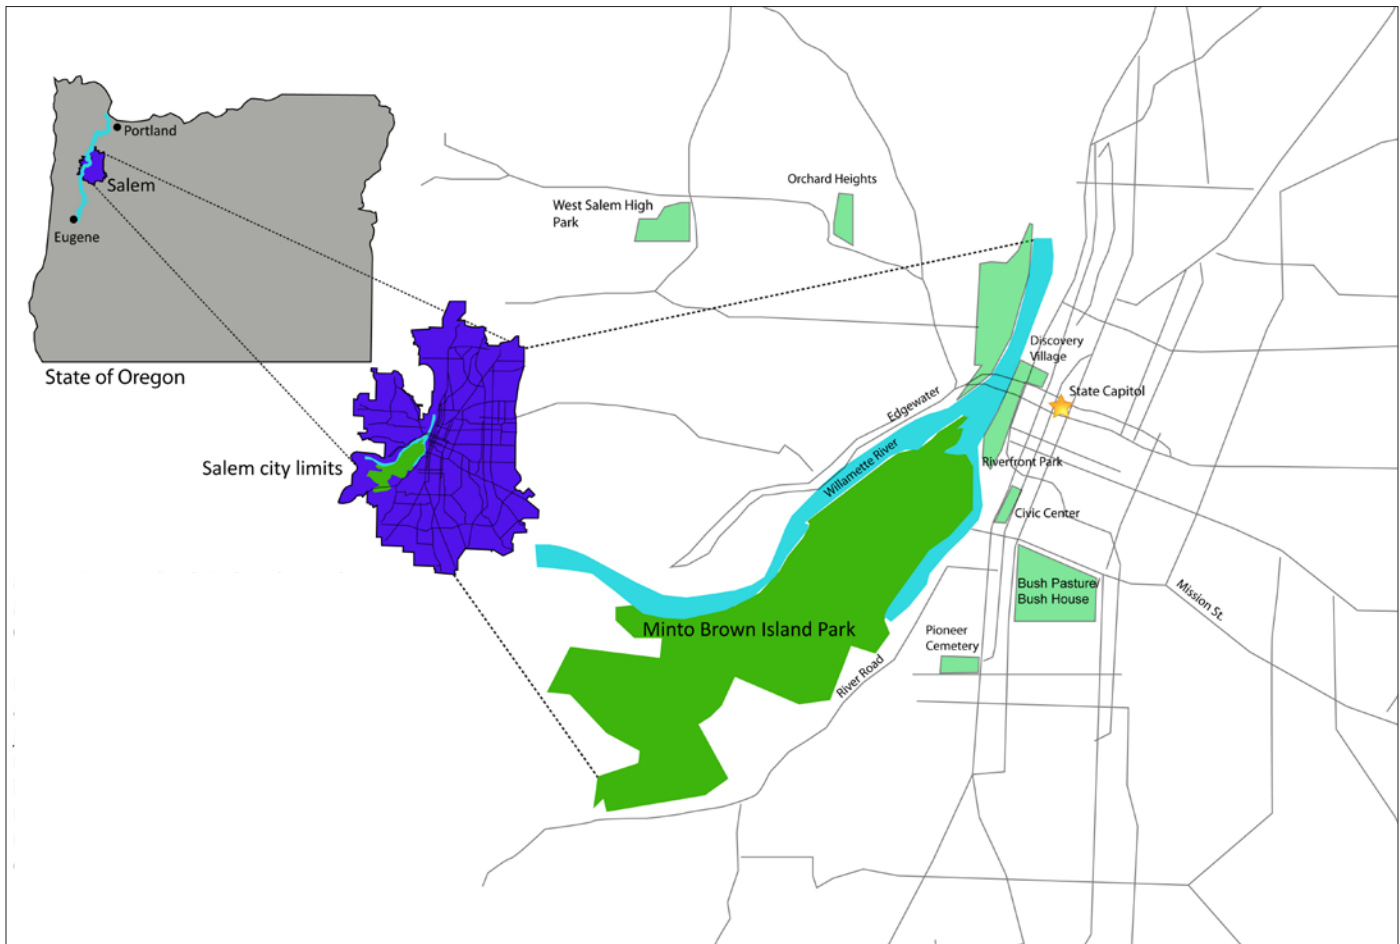 Portland
Salem
Eugene
State of Oregon
Salem city limits
West Salem High
Park
Orchard Heights
Discovery
Village
State Capitol
Edgewater
Willamette River
Riverfront Park
Civic Center
Bush Pasture/
Bush House
Mission St.
Minto Brown Island Park
Pioneer
Cemetery
River Road